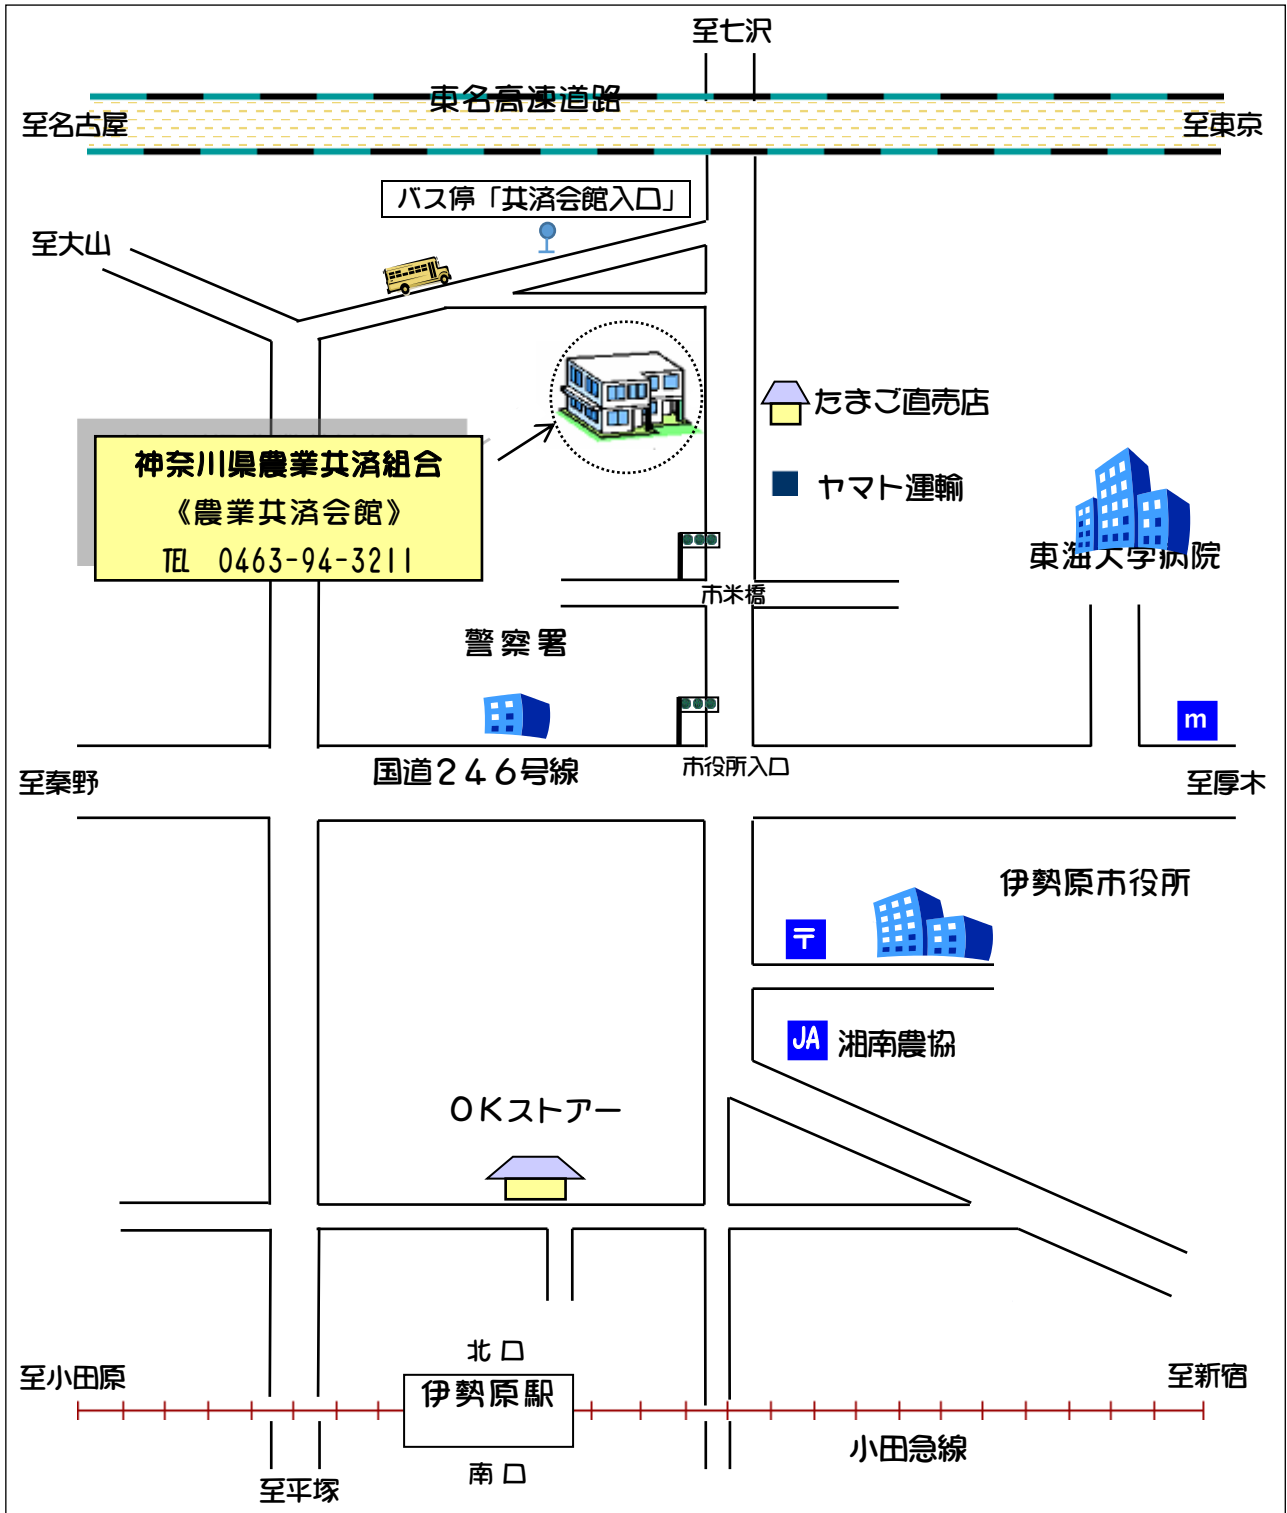 至七沢
東名高速道路
至名古屋
至東京
バス停「共済会館入口」
至大山
たまご直売店
神奈川県農業共済組合
《農業共済会館》
TEL 0463-94-3211
ヤマト運輸
東海大学病院
市米橋
警察署
m
国道246号線
市役所入口
至秦野
至厚木
伊勢原市役所
〒
JA 湘南農協
OKストアー
北口
至小田原
伊勢原駅
至新宿
小田急線
南口
至平塚